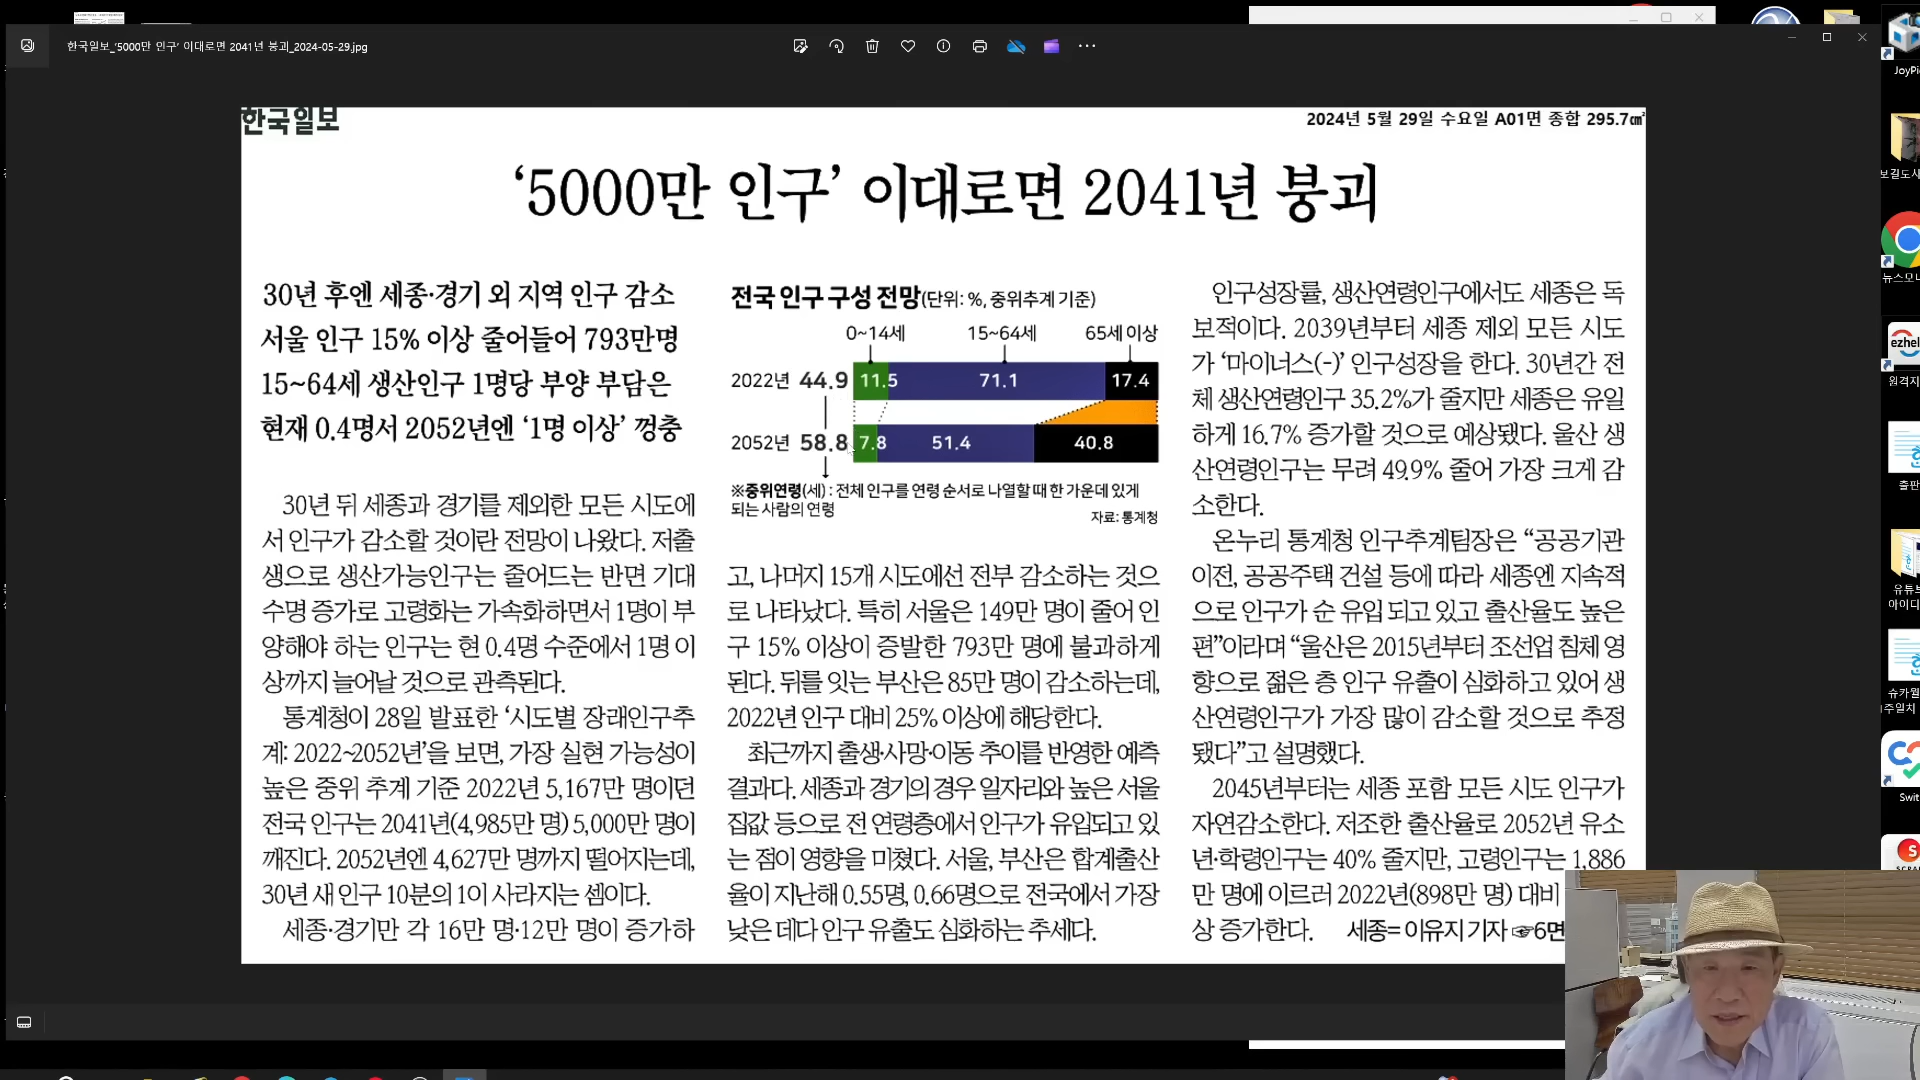 한국일보_'5000만 인구' 이대로면 2041년 붕괴_2024-05-29.jpg
한국일보
2024년 5월 29일 수요일 A01면 종합 295.7㎠
‘5000만 인구’ 이대로면 2041년 붕괴
30년 후엔 세종·경기 외 지역 인구 감소
서울 인구 15% 이상 줄어들어 793만명
15~64세 생산인구 1명당 부양 부담은
현재 0.4명서 2052년엔 ‘1명 이상’ 껑충
30년 뒤 세종과 경기를 제외한 모든 시도에
서 인구가 감소할 것이란 전망이 나왔다. 저출
생으로 생산가능인구는 줄어드는 반면 기대
수명 증가로 고령화는 가속화하면서 1명이 부
양해야 하는 인구는 현 0.4명 수준에서 1명 이
상까지 늘어날 것으로 관측된다.
통계청이 28일 발표한 ‘시도별 장래인구추
계: 2022~2052년’을 보면, 가장 실현 가능성이
높은 중위 추계 기준 2022년 5,167만 명이던
전국 인구는 2041년(4,985만 명) 5,000만 명이
깨진다. 2052년엔 4,627만 명까지 떨어지는데,
30년 새 인구 10분의 1이 사라지는 셈이다.
세종·경기만 각 16만 명·12만 명이 증가하
전국 인구 구성 전망(단위: %, 중위추계 기준)
0~14세 15~64세 65세 이상
2022년 44.9 11.5 71.1 17.4
2052년 58.8 7.8 51.4 40.8
※중위연령(세) : 전체 인구를 연령 순서로 나열할 때 한 가운데 있게
되는 사람의 연령
자료: 통계청
고, 나머지 15개 시도에선 전부 감소하는 것으
로 나타났다. 특히 서울은 149만 명이 줄어 인
구 15% 이상이 증발한 793만 명에 불과하게
된다. 뒤를 잇는 부산은 85만 명이 감소하는데,
2022년 인구 대비 25% 이상에 해당한다.
최근까지 출생·사망·이동 추이를 반영한 예측
결과다. 세종과 경기의 경우 일자리와 높은 서울
집값 등으로 전 연령층에서 인구가 유입되고 있
는 점이 영향을 미쳤다. 서울, 부산은 합계출산
율이 지난해 0.55명, 0.66명으로 전국에서 가장
낮은 데다 인구 유출도 심화하는 추세다.
인구성장률, 생산연령인구에서도 세종은 독
보적이다. 2039년부터 세종 제외 모든 시도
가 ‘마이너스(-)’ 인구성장을 한다. 30년간 전
체 생산연령인구 35.2%가 줄지만 세종은 유일
하게 16.7% 증가할 것으로 예상됐다. 울산 생
산연령인구는 무려 49.9% 줄어 가장 크게 감
소한다.
온누리 통계청 인구추계팀장은 “공공기관
이전, 공공주택 건설 등에 따라 세종엔 지속적
으로 인구가 순 유입 되고 있고 출산율도 높은
편”이라며 “울산은 2015년부터 조선업 침체 영
향으로 젊은 층 인구 유출이 심화하고 있어 생
산연령인구가 가장 많이 감소할 것으로 추정
됐다”고 설명했다.
2045년부터는 세종 포함 모든 시도 인구가
자연감소한다. 저조한 출산율로 2052년 유소
년·학령인구는 40% 줄지만, 고령인구는 1,886
만 명에 이르러 2022년(898만 명) 대비
상 증가한다. 세종= 이유지 기자 ☞6면
JoyPi
보길도사
뉴스모니
ezhel
원격지
출판
유튜브
아이디
슈카월
Swit